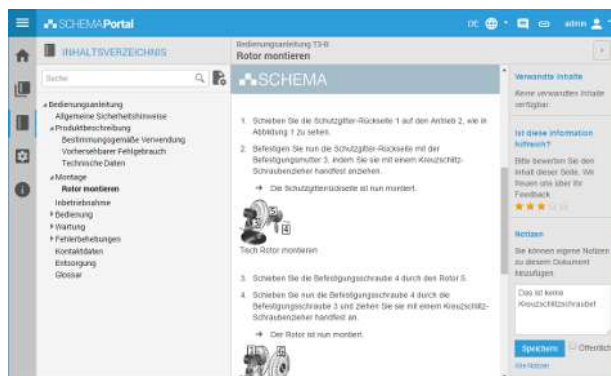 SCHEMAPortal
DE
admin
INHALTSVERZEICHNIS
Suche
Bedienungsanleitung
Allgemeine Sicherheitshinweise
Produktbeschreibung
Bestimmungsgemäße Verwendung
Vorhersehbarer Fehlgebrauch
Technische Daten
Montage
Rotor montieren
Inbetriebnahme
Bedienung
Wartung
Fehlerbehebungen
Kontaktdaten
Entsorgung
Glossar
Bedienungsanleitung T3-B
Rotor montieren
SCHEMA
1. Schieben Sie die Schutzgitter-Rückseite 1 auf den Antrieb 2, wie in
Abbildung 1 zu sehen.
2. Befestigen Sie nun die Schutzgitter-Rückseite mit der
Befestigungsmutter 3, indem Sie sie mit einem Kreuzschlitz-
Schraubenzieher handfest anziehen.
→ Die Schutzgitterrückseite ist nun montiert.
4
Tisch Rotor montieren
3. Schieben Sie die Befestigungsschraube 4 durch den Rotor 5.
4. Schieben Sie nun die Befestigungsschraube 4 durch die
Befestigungsschraube 3 und ziehen Sie sie mit einem Kreuzschlitz-
Schraubenzieher handfest an.
→ Der Rotor ist nun montiert.
Verwandte Inhalte
Keine verwandten Inhalte
verfügbar.
Ist diese Information
hilfreich?
Bitte bewerten Sie den
Inhalt dieser Seite. Wir
freuen uns über Ihr
Feedback.
Notizen
Sie können eigene Notizen
zu diesem Dokument
hinzufügen.
Das ist keine
Kreuzschlitzschraube!
Speichern
Öffentlich
Alle Notizen